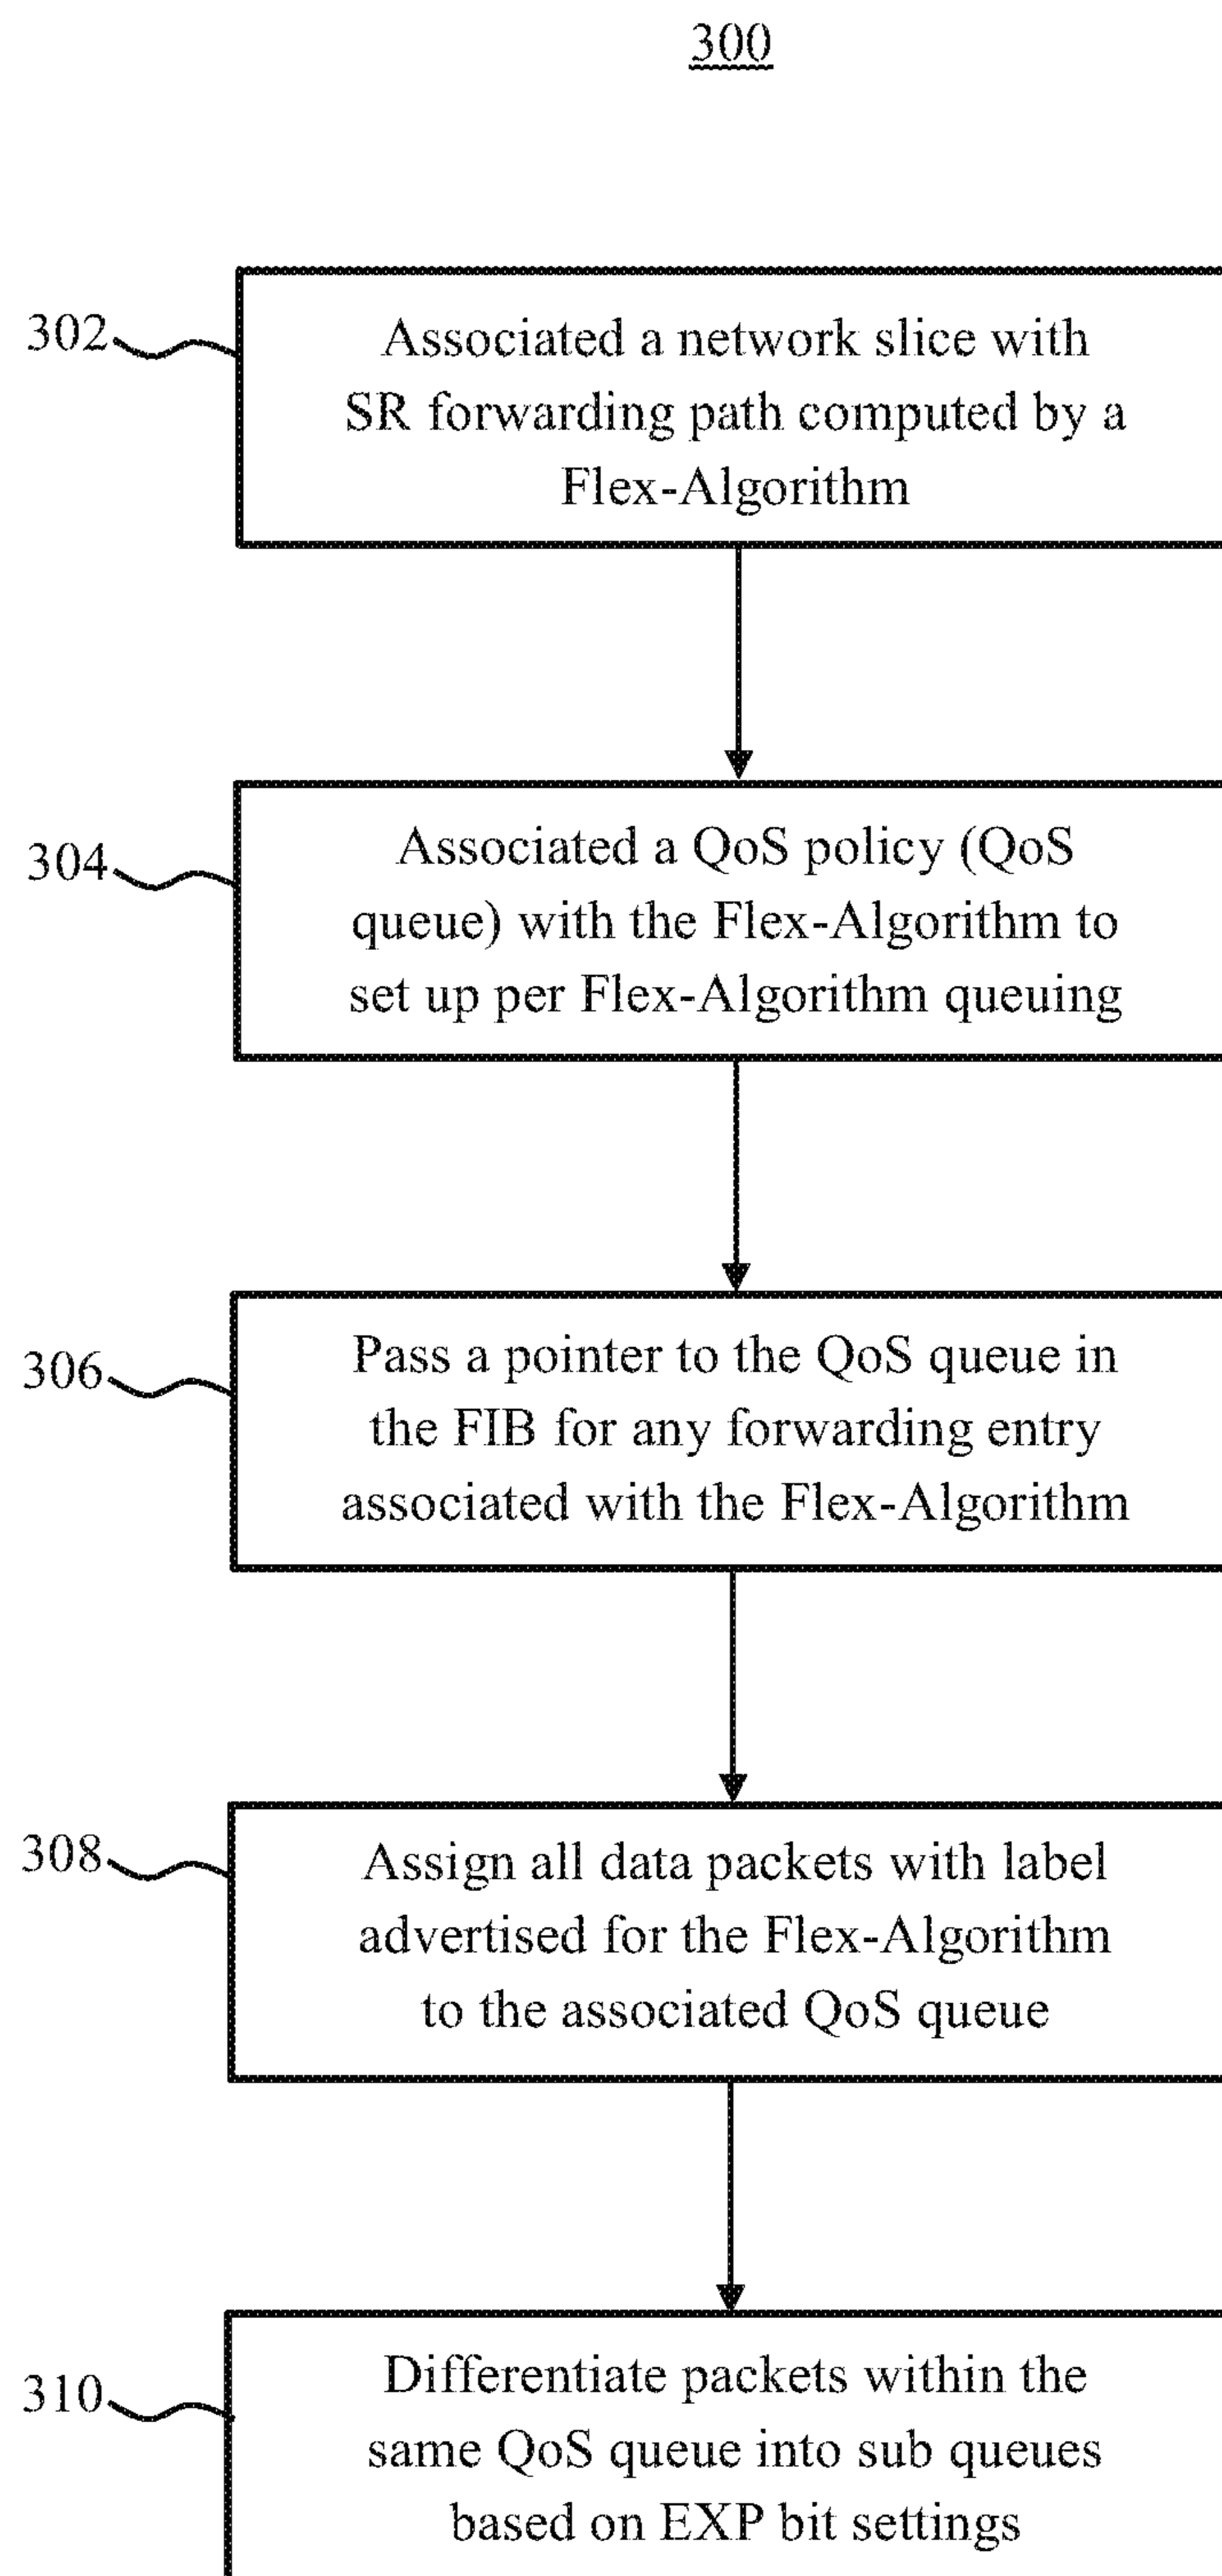 300
302
Associated a network slice with
SR forwarding path computed by a
Flex-Algorithm
304
Associated a QoS policy (QoS
queue) with the Flex-Algorithm to
set up per Flex-Algorithm queuing
306
Pass a pointer to the QoS queue in
the FIB for any forwarding entry
associated with the Flex-Algorithm
308
Assign all data packets with label
advertised for the Flex-Algorithm
to the associated QoS queue
310
Differentiate packets within the
same QoS queue into sub queues
based on EXP bit settings